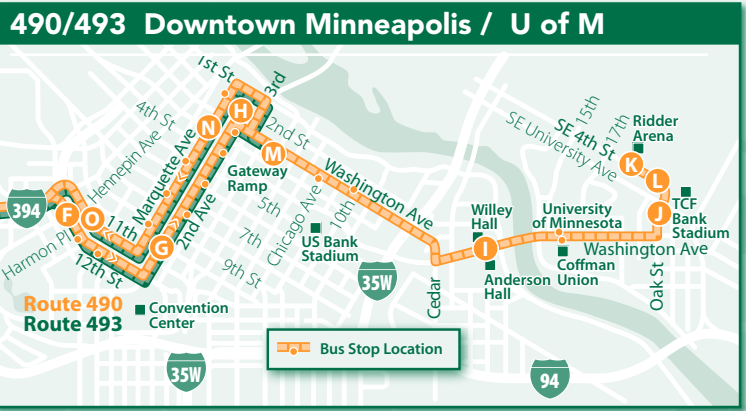 490/493 Downtown Minneapolis / U of M
1st St
3rd
4th St
Hennepin Ave
Marquette Ave
N
H
2nd St
M
Gateway
Ramp
Washington Ave
SE University Ave
SE 4th St
15th
17th
Ridder
Arena
K
L
J
TCF
Bank
Stadium
394
F
O
11th
G
2nd Ave
5th
7th
9th St
Chicago Ave
10th
US Bank
Stadium
Willey
Hall
I
University
of Minnesota
Washington Ave
Harmon Pl
12th St
35W
Cedar
Anderson
Hall
Coffman
Union
Oak St
Route 490
Route 493
Convention
Center
Bus Stop Location
35W
94